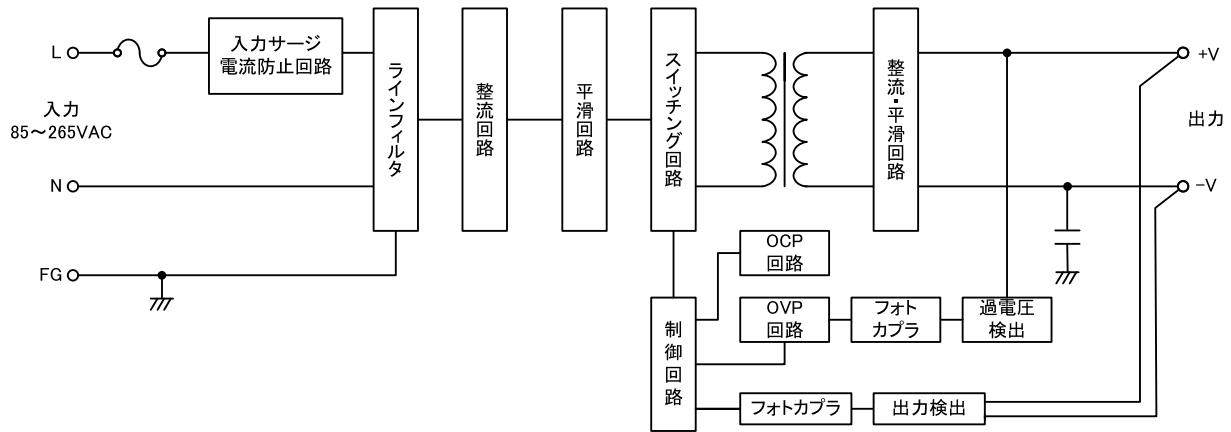 L
入力サージ
電流防止回路
ラインフィルタ
整流回路
平滑回路
スイッチング回路
整流・平滑回路
+V
入力
85～265VAC
出力
N
-V
FG
OCP
回路
制御回路
OVP
回路
フォト
カプラ
過電圧
検出
フォトカプラ
出力検出